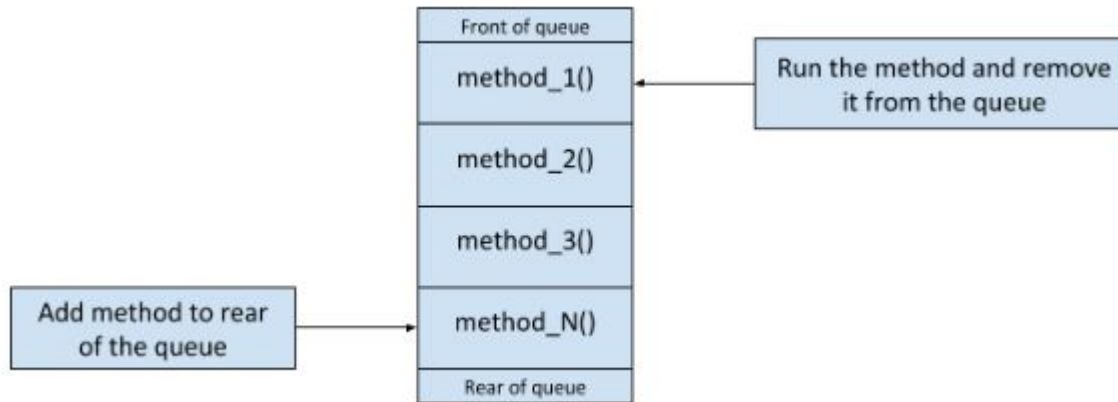 Front of queue
method_1()
Run the method and remove
it from the queue
method_2()
method_3()
Add method to rear
of the queue
method_N()
Rear of queue